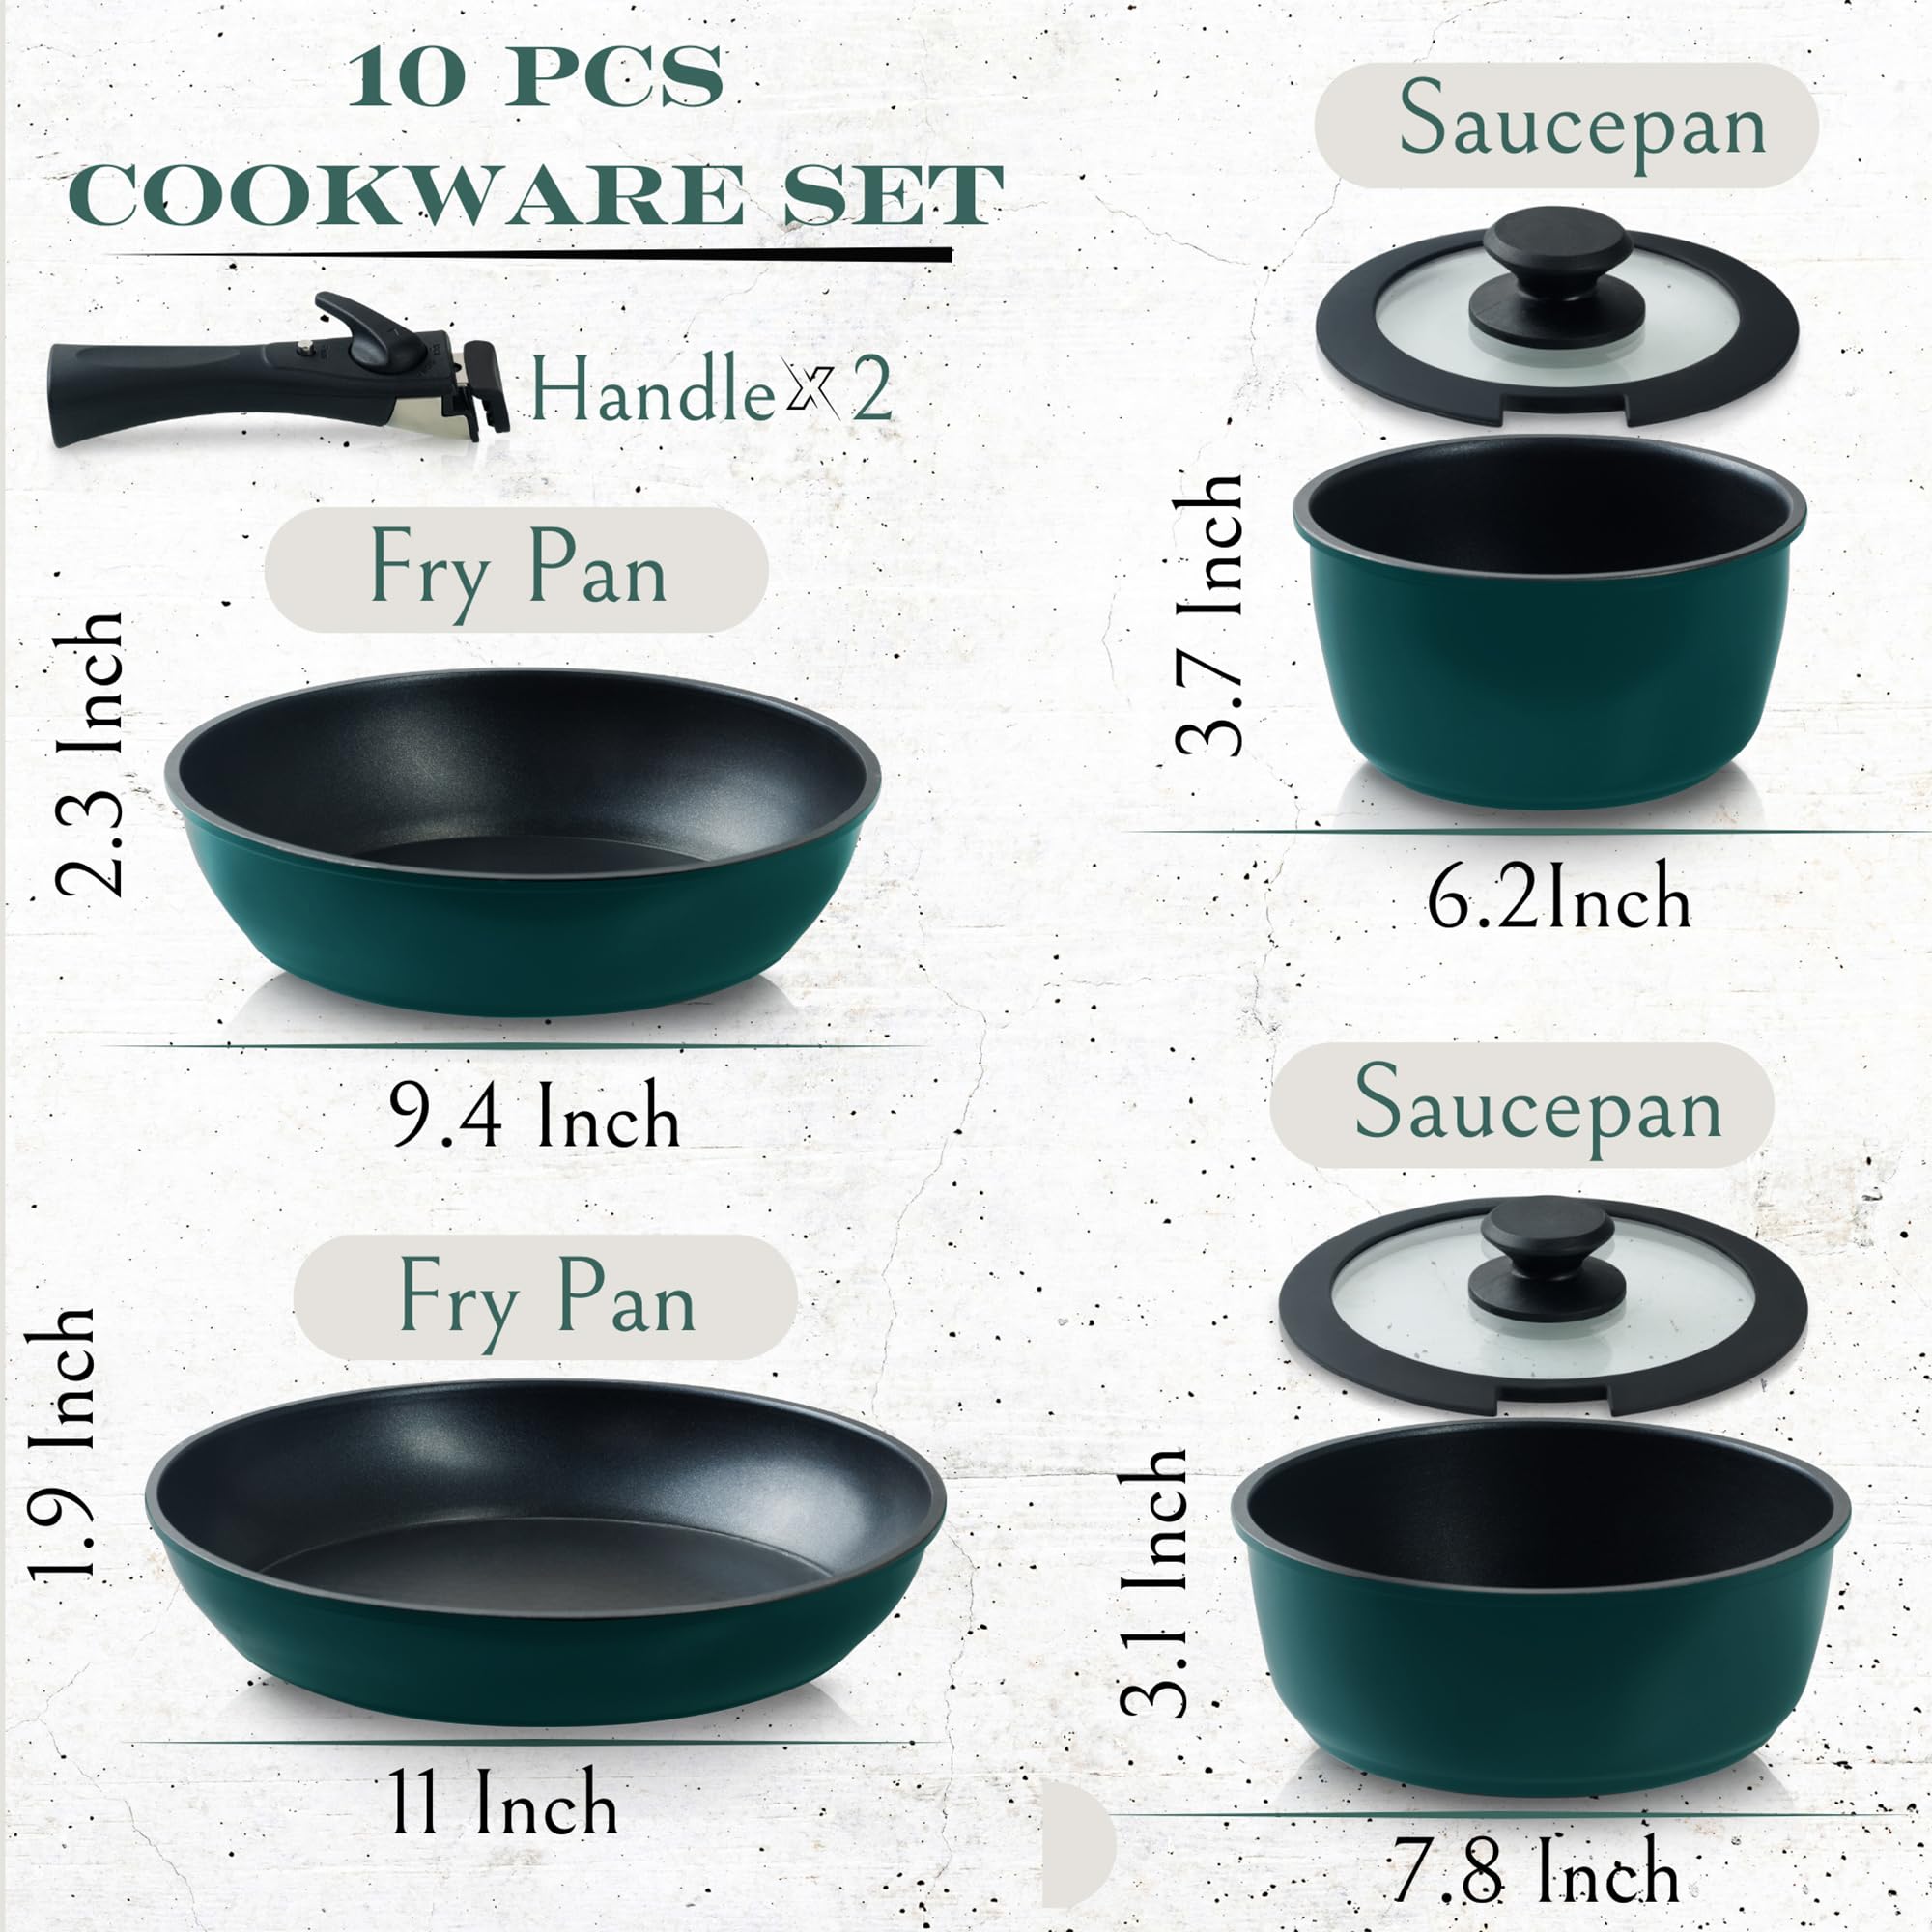 10 PCS
COOKWARE SET
Handle X 2
Fry Pan
2.3 Inch
9.4 Inch
Fry Pan
1.9 Inch
11 Inch
Saucepan
3.7 Inch
6.2Inch
Saucepan
3.1 Inch
7.8 Inch